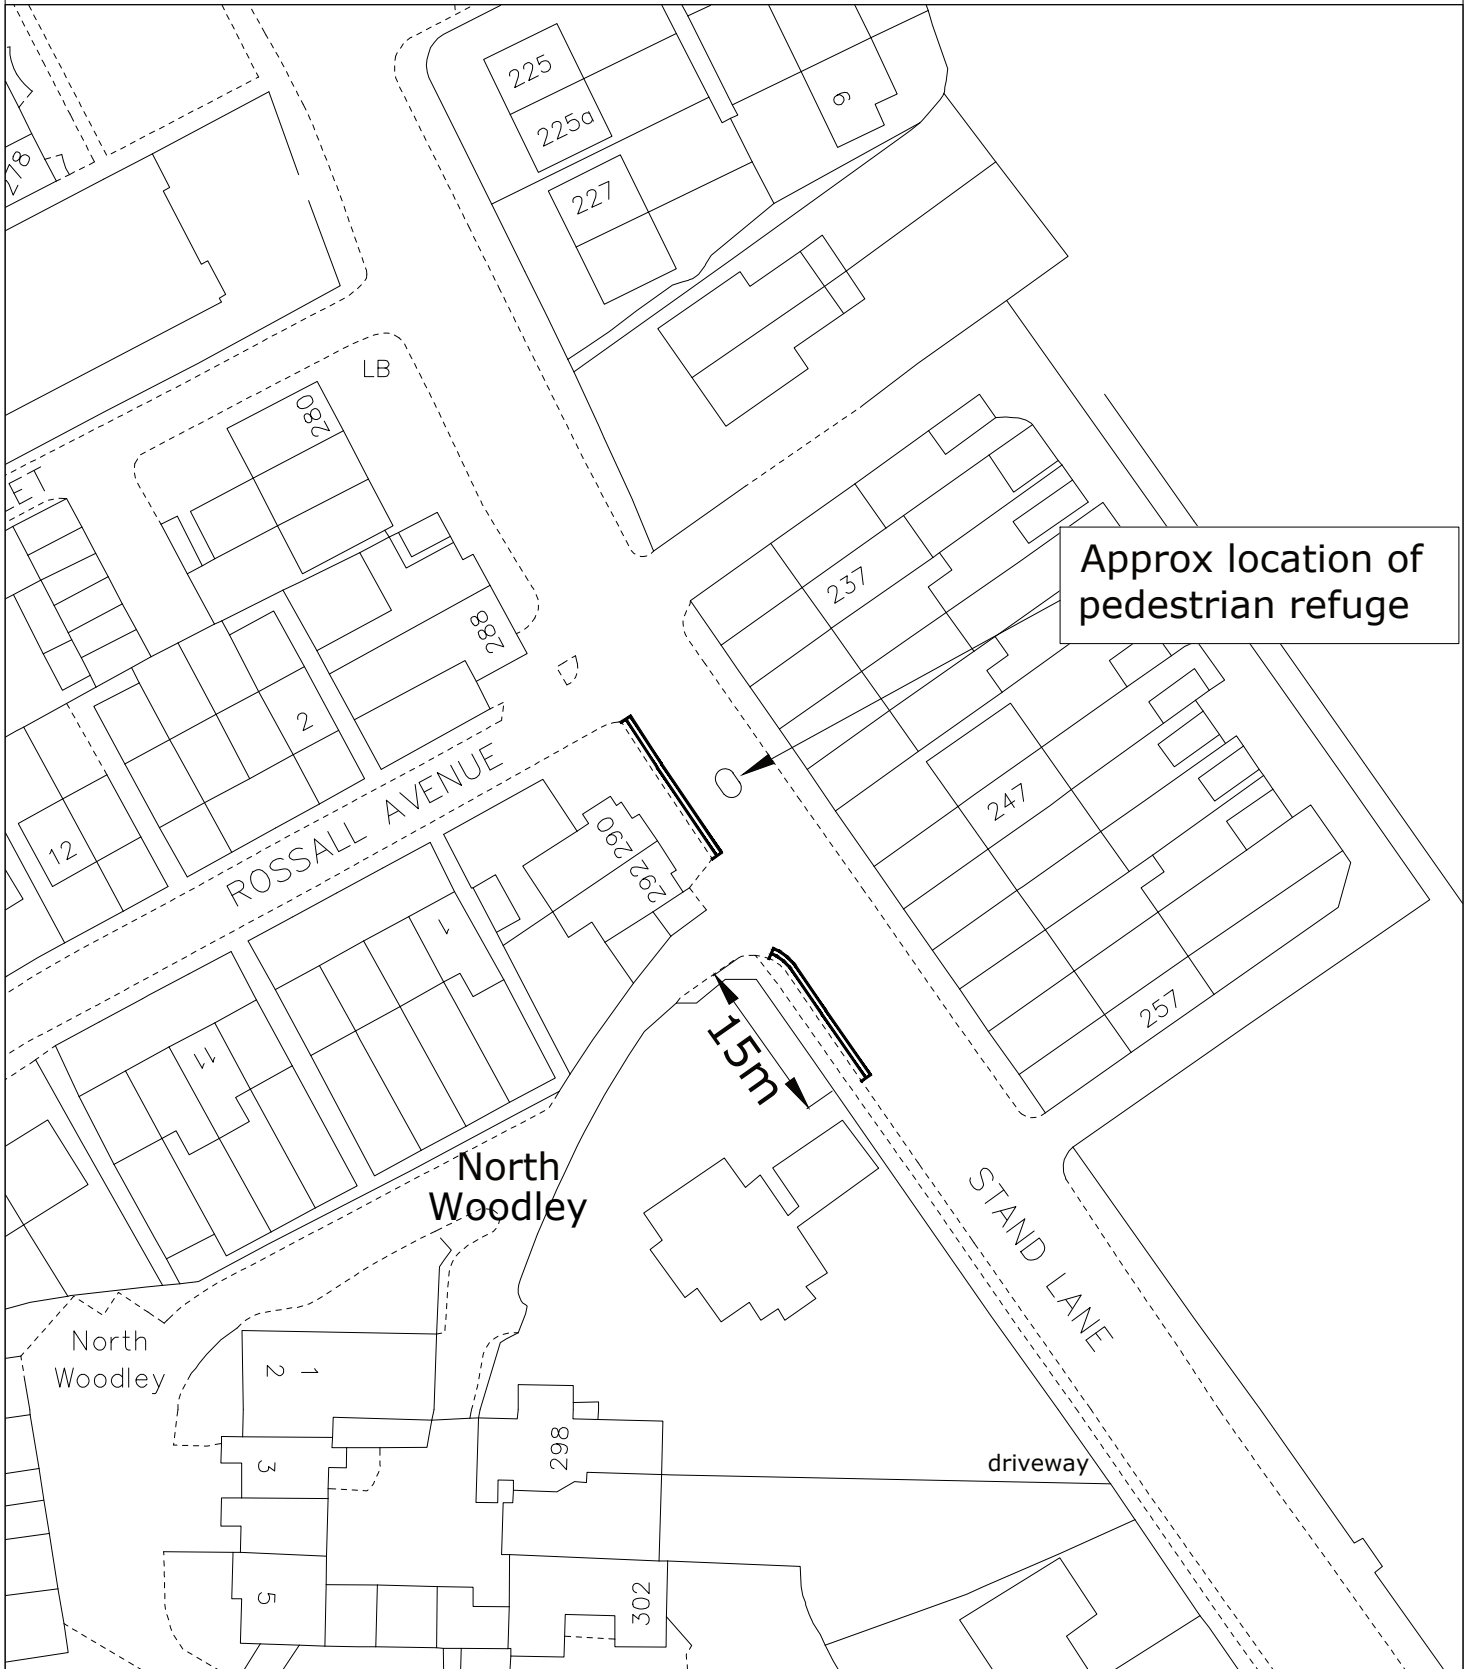 225
225a
6
278
227
LB
280
ET
237
Approx location of
pedestrian refuge
288
2
247
ROSSALL AVENUE
12
290
292
1
257
11
15m
North
Woodley
STAND LANE
North
Woodley
2
1
298
3
driveway
5
302